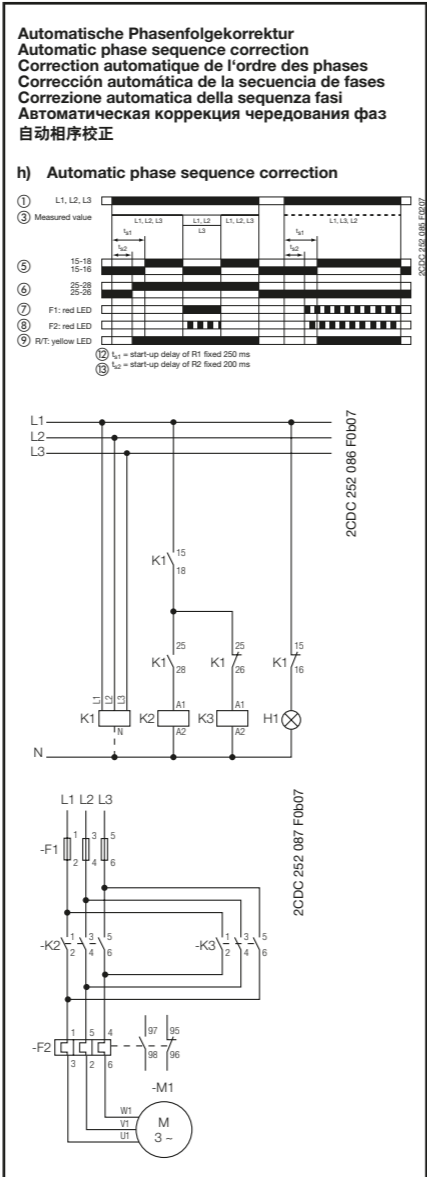 Automatische Phasenfolgekorrektur
Automatic phase sequence correction
Correction automatique de l'ordre des phases
Corrección automática de la secuencia de fases
Correzione automatica della sequenza fasi
Автоматическая коррекция чередования фаз
自动相序校正
h) Automatic phase sequence correction
① L1, L2, L3
③ Measured value L1, L2, L3 L1, L2 L1, L2, L3 L1, L3, L2
L3
ts1 ts1
ts2 ts2
⑤ 15-18
15-16
⑥ 25-28
25-26
⑦ F1: red LED
⑧ F2: red LED
⑨ R/T: yellow LED
⑫ ts1 = start-up delay of R1 fixed 250 ms
⑬ ts2 = start-up delay of R2 fixed 200 ms
2CDC 252 085 F0207
L1
L2
L3
2CDC 252 086 F0b07
K1 15
18
K1 25 K1 25 K1 15
28 26 16
L1 L2 L3 A1 A1
K1 K2 K3 H1
N A2 A2
N
L1 L2 L3
-F1 1 3 5
2 4 6
2CDC 252 087 F0b07
-K2 1 3 5 -K3 1 3 5
2 4 6 2 4 6
-F2 1 5 4 97 95
3 2 6 98 96
-M1
W1
V1
U1
M
3 ~